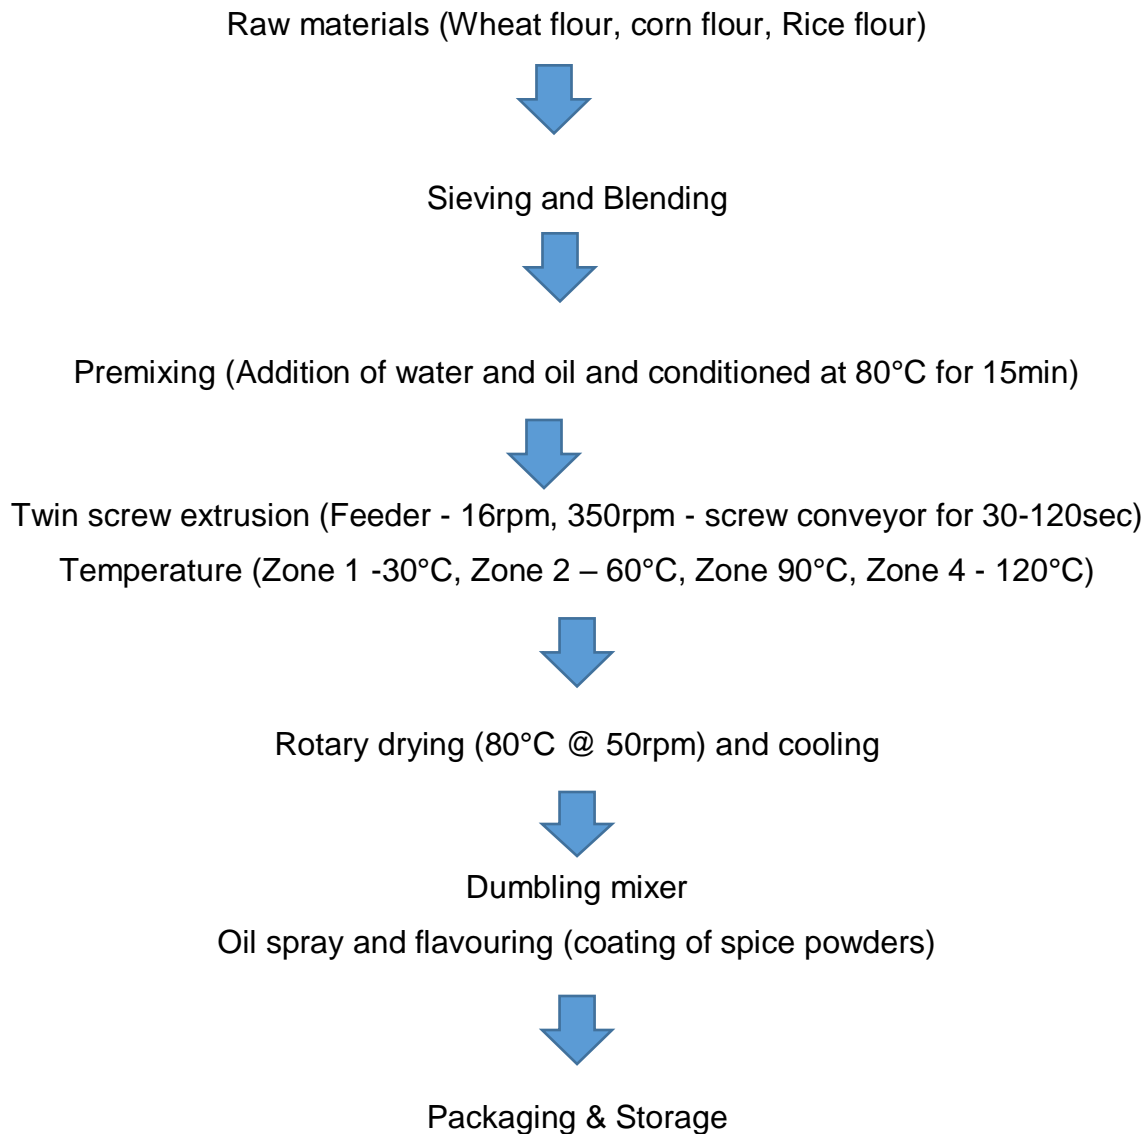 Raw materials (Wheat flour, corn flour, Rice flour)
Sieving and Blending
Premixing (Addition of water and oil and conditioned at 80°C for 15min)
Twin screw extrusion (Feeder - 16rpm, 350rpm - screw conveyor for 30-120sec)
Temperature (Zone 1 -30°C, Zone 2 – 60°C, Zone 90°C, Zone 4 - 120°C)
Rotary drying (80°C @ 50rpm) and cooling
Dumbling mixer
Oil spray and flavouring (coating of spice powders)
Packaging & Storage